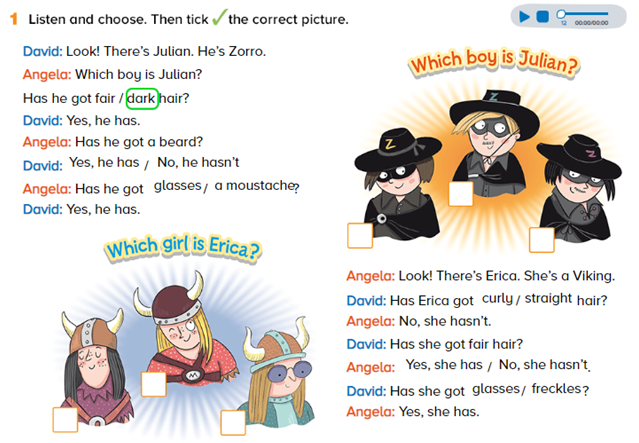 1 Listen and choose. Then tick ✓ the correct picture.
12 00:00/00:00
David: Look! There's Julian. He's Zorro.
Angela: Which boy is Julian?
Has he got fair / dark hair?
David: Yes, he has.
Angela: Has he got a beard?
David: Yes, he has / No, he hasn't
Angela: Has he got glasses / a moustache?
David: Yes, he has.
Which boy is Julian?
Z
Z
Z
Which girl is Erica?
M
Angela: Look! There's Erica. She's a Viking.
David: Has Erica got curly / straight hair?
Angela: No, she hasn't.
David: Has she got fair hair?
Angela: Yes, she has / No, she hasn't.
David: Has she got glasses / freckles?
Angela: Yes, she has.